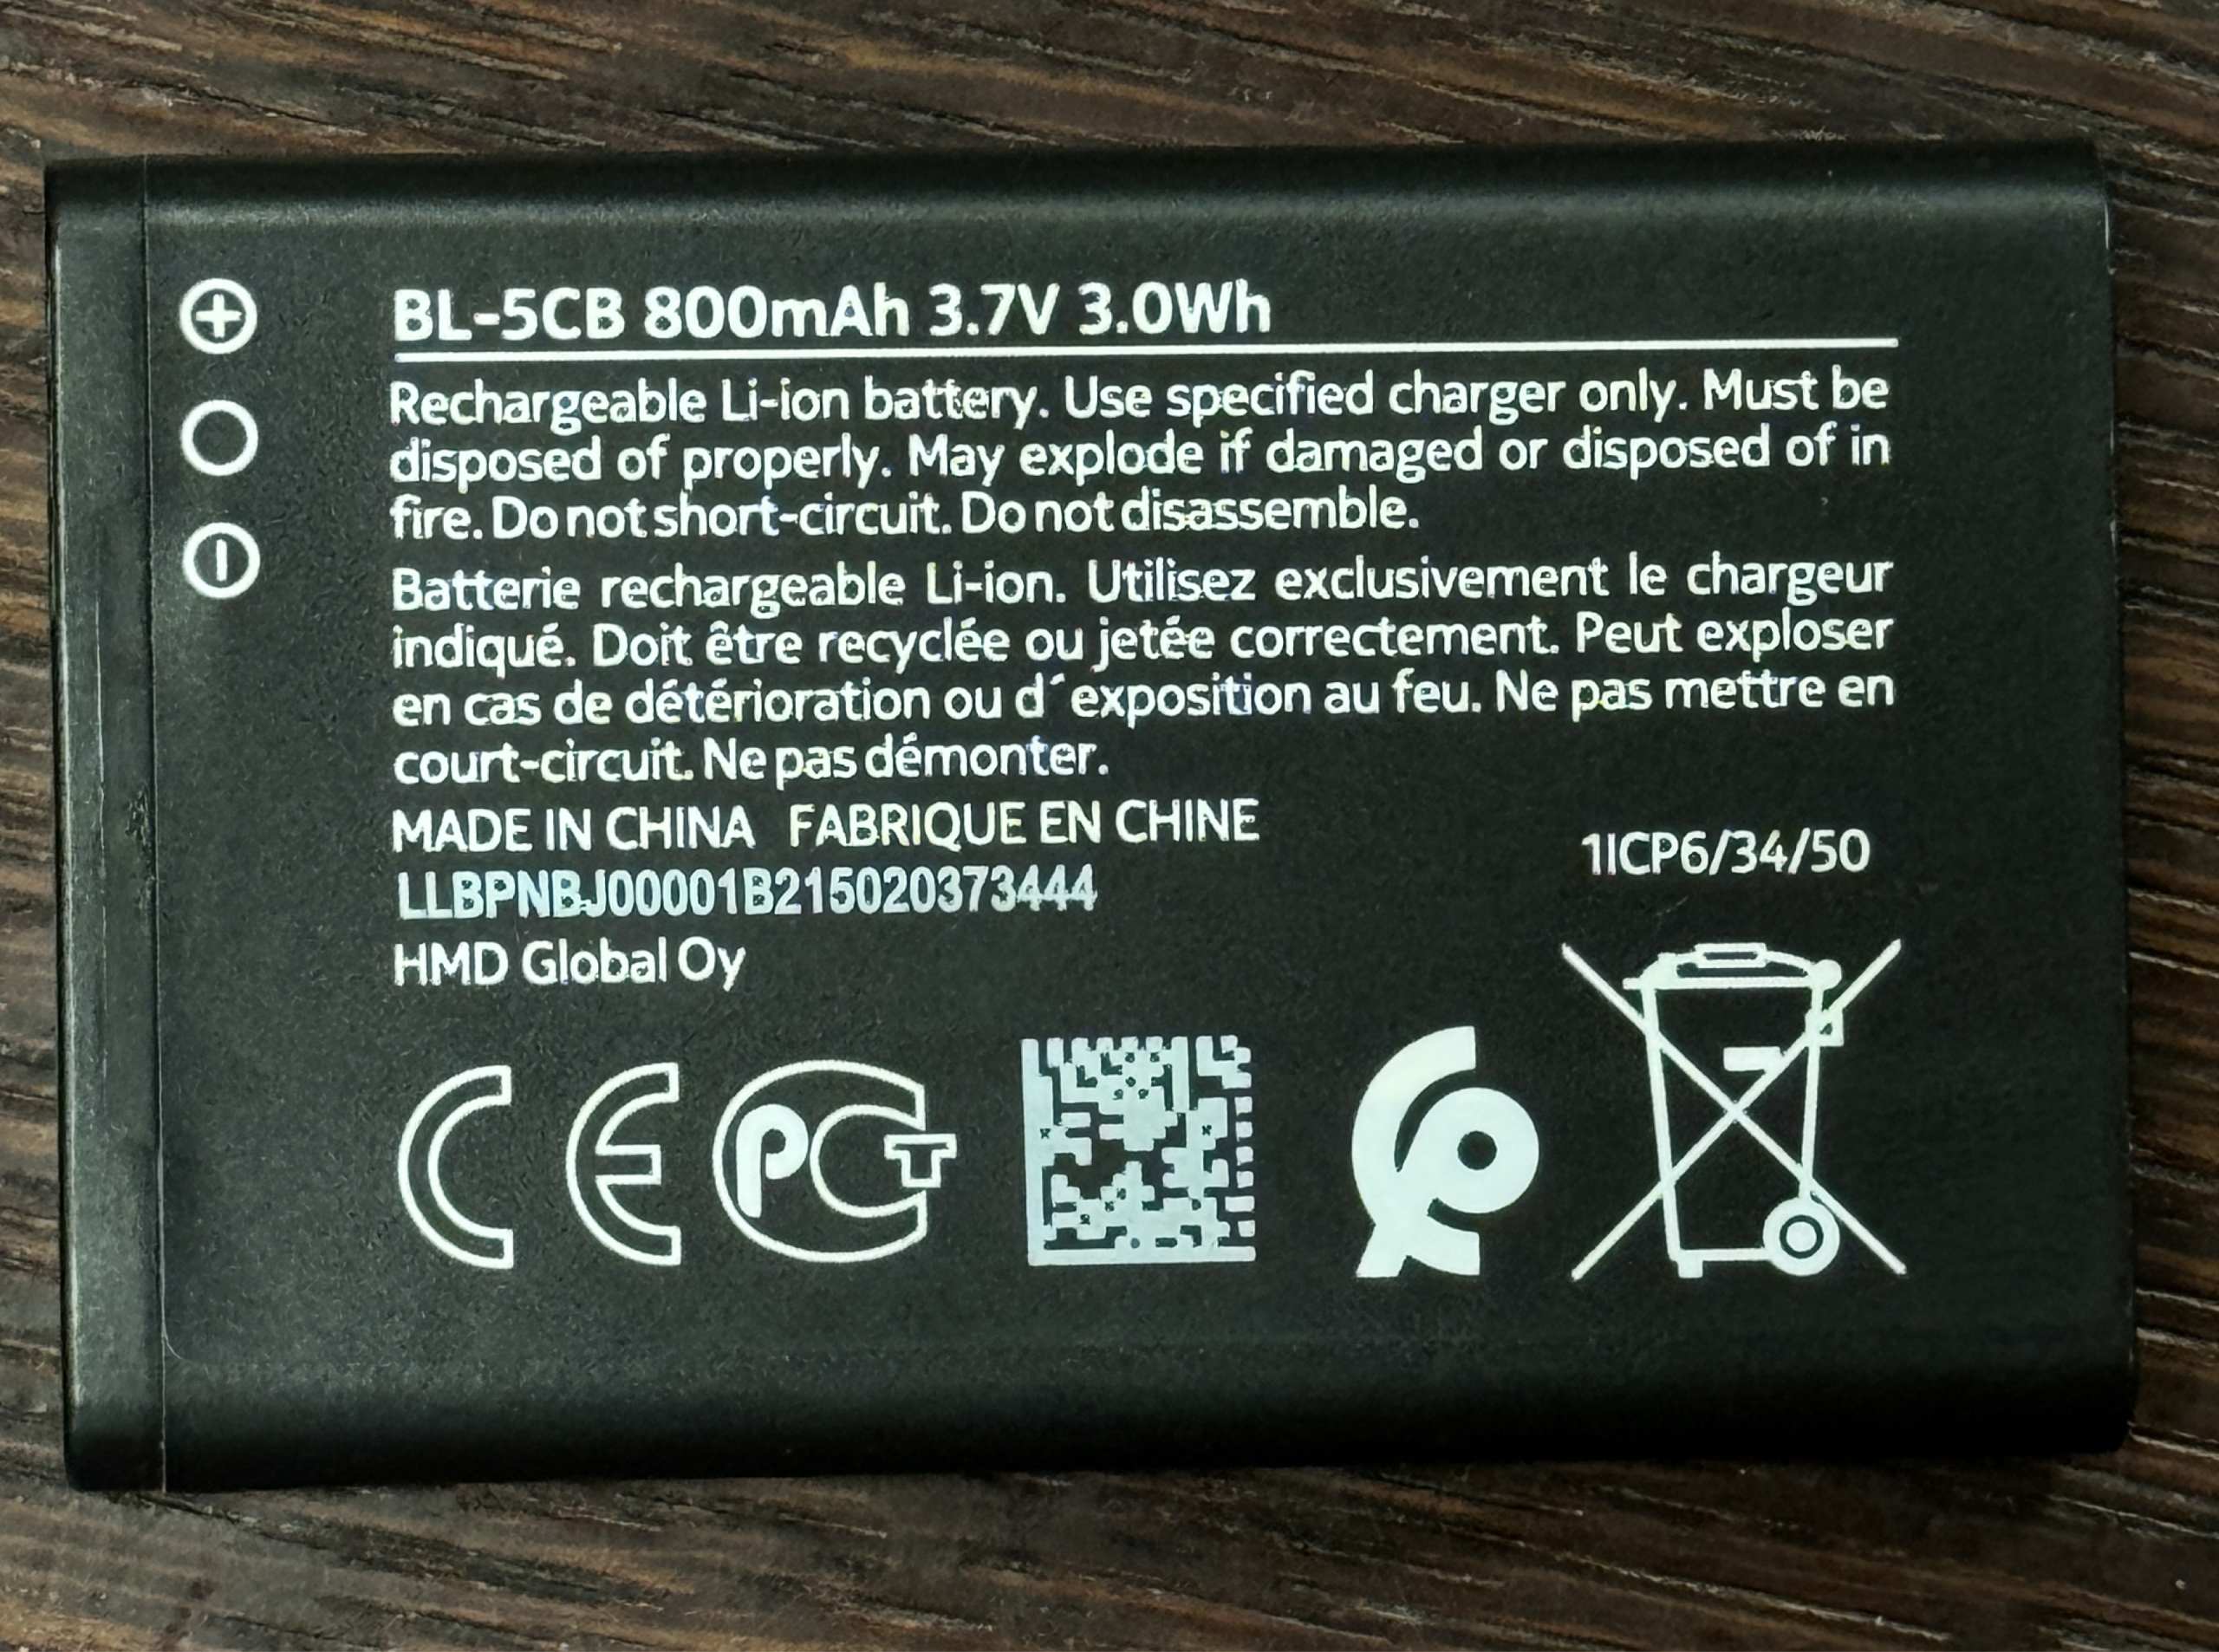 BL-5CB 800mAh 3.7V 3.0Wh
Rechargeable Li-ion battery. Use specified charger only. Must be
disposed of properly. May explode if damaged or disposed of in
fire. Do not short-circuit. Do not disassemble.
Batterie rechargeable Li-ion. Utilisez exclusivement le chargeur
indiqué. Doit être recyclée ou jetée correctement. Peut exploser
en cas de détérioration ou d´exposition au feu. Ne pas mettre en
court-circuit. Ne pas démonter.
MADE IN CHINA FABRIQUE EN CHINE
1ICP6/34/50
LLBPNBJ00001B215020373444
HMD Global Oy
CE PCT